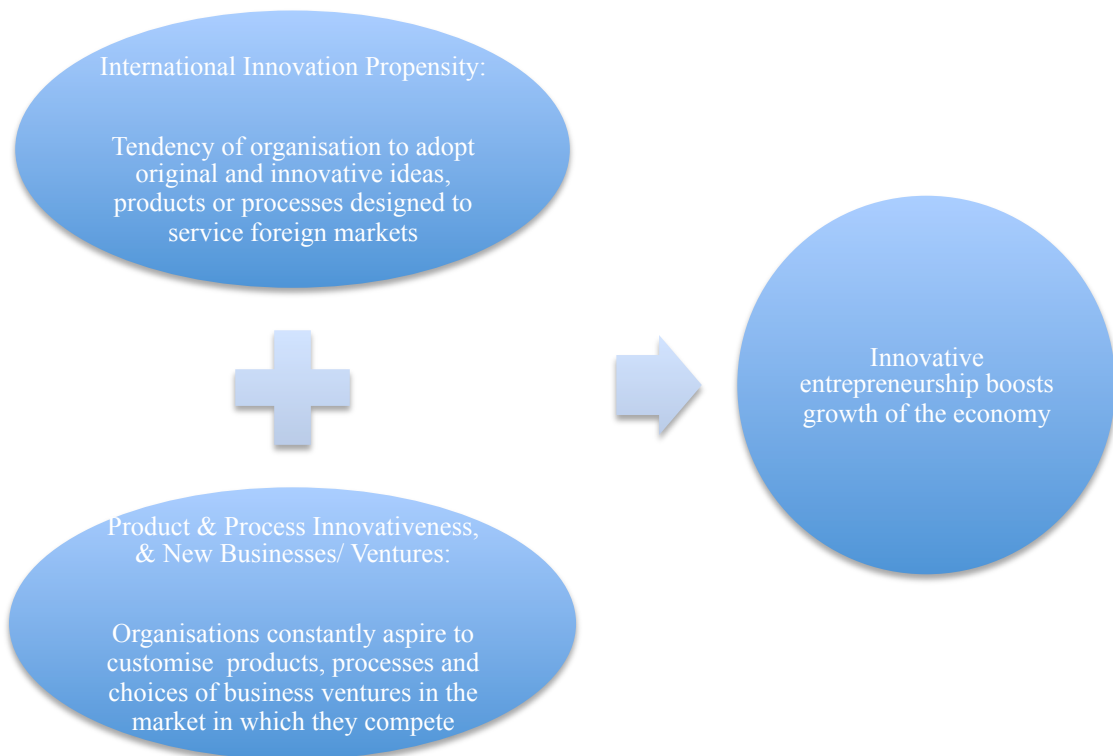 International Innovation Propensity:
Tendency of organisation to adopt
original and innovative ideas,
products or processes designed to
service foreign markets
Product & Process Innovativeness,
& New Businesses/ Ventures:
Organisations constantly aspire to
customise  products, processes and
choices of business ventures in the
market in which they compete
Innovative
entrepreneurship boosts
growth of the economy